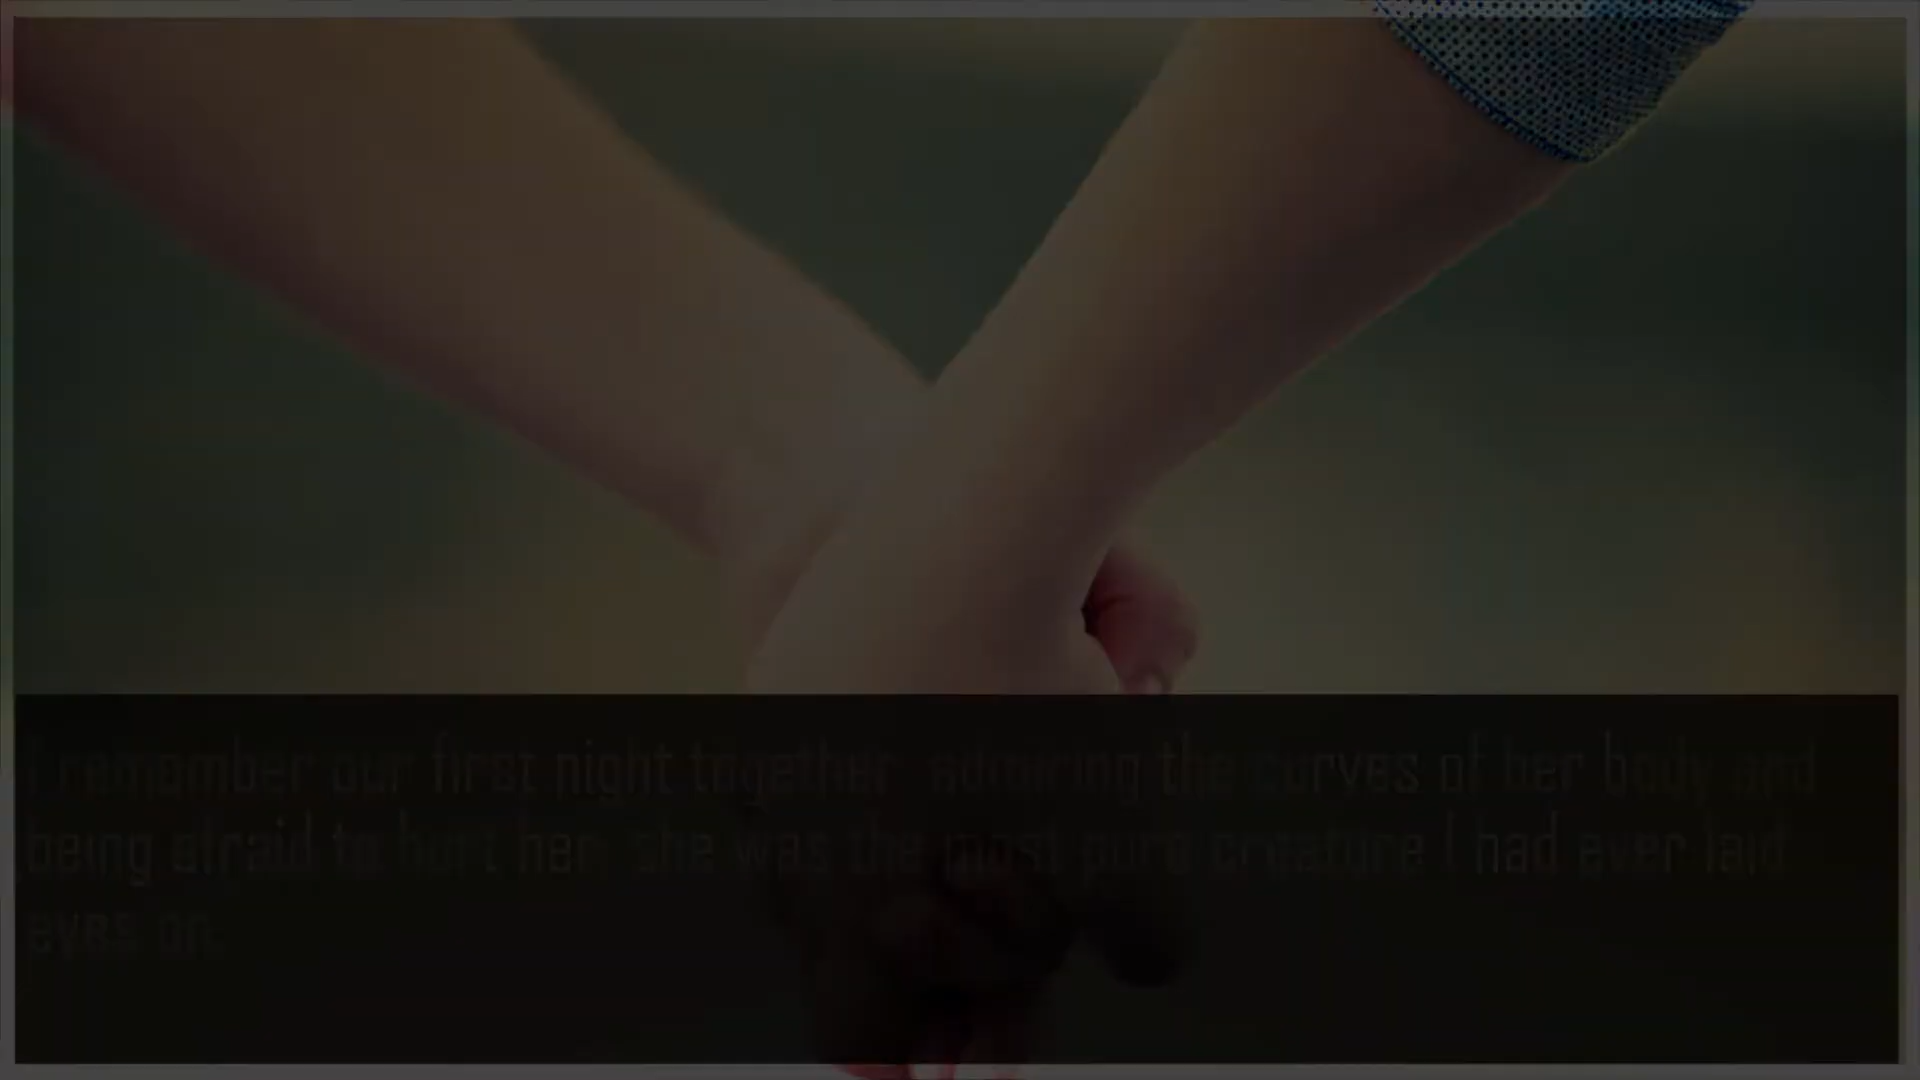 I remember our first night together, admiring the curves of her body and
being afraid to hurt her, she was the most pure creature I had ever laid
eyes on.